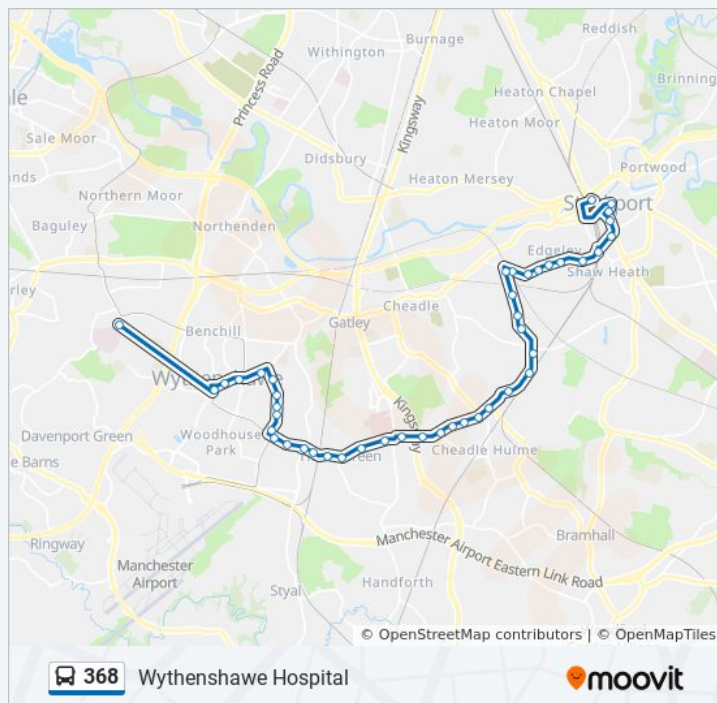 Burnage
Reddish
Withington
Princess Road
Brinning
Heaton Chapel
Kingsway
Sale Moor
Heaton Moor
Didsbury
Portwood
Heaton Mersey
Northern Moor
Baguley
Northenden
Edgeley
Shaw Heath
Cheadle
Gatley
Benchill
Wythenshawe
Kingsway
Davenport Green
Woodhouse
Park
Cheadle Hulme
Ringway
Bramhall
Manchester Airport Eastern Link Road
Manchester
Airport
Styal
Handforth
© OpenStreetMap contributors | © OpenMapTiles
368 Wythenshawe Hospital
moovit